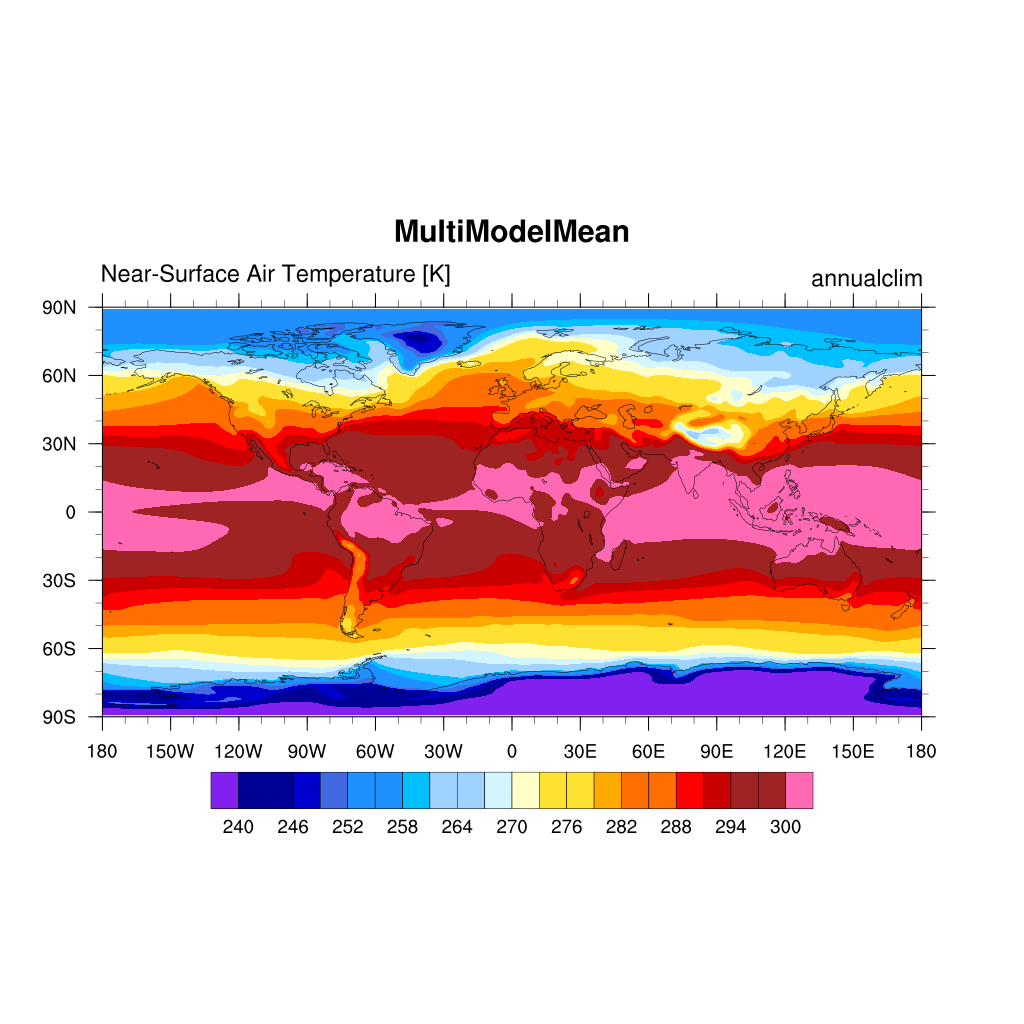 MultiModelMean
Near-Surface Air Temperature [K]
annualclim
90N
60N
30N
0
30S
60S
90S
180 150W 120W 90W 60W 30W 0 30E 60E 90E 120E 150E 180
240 246 252 258 264 270 276 282 288 294 300